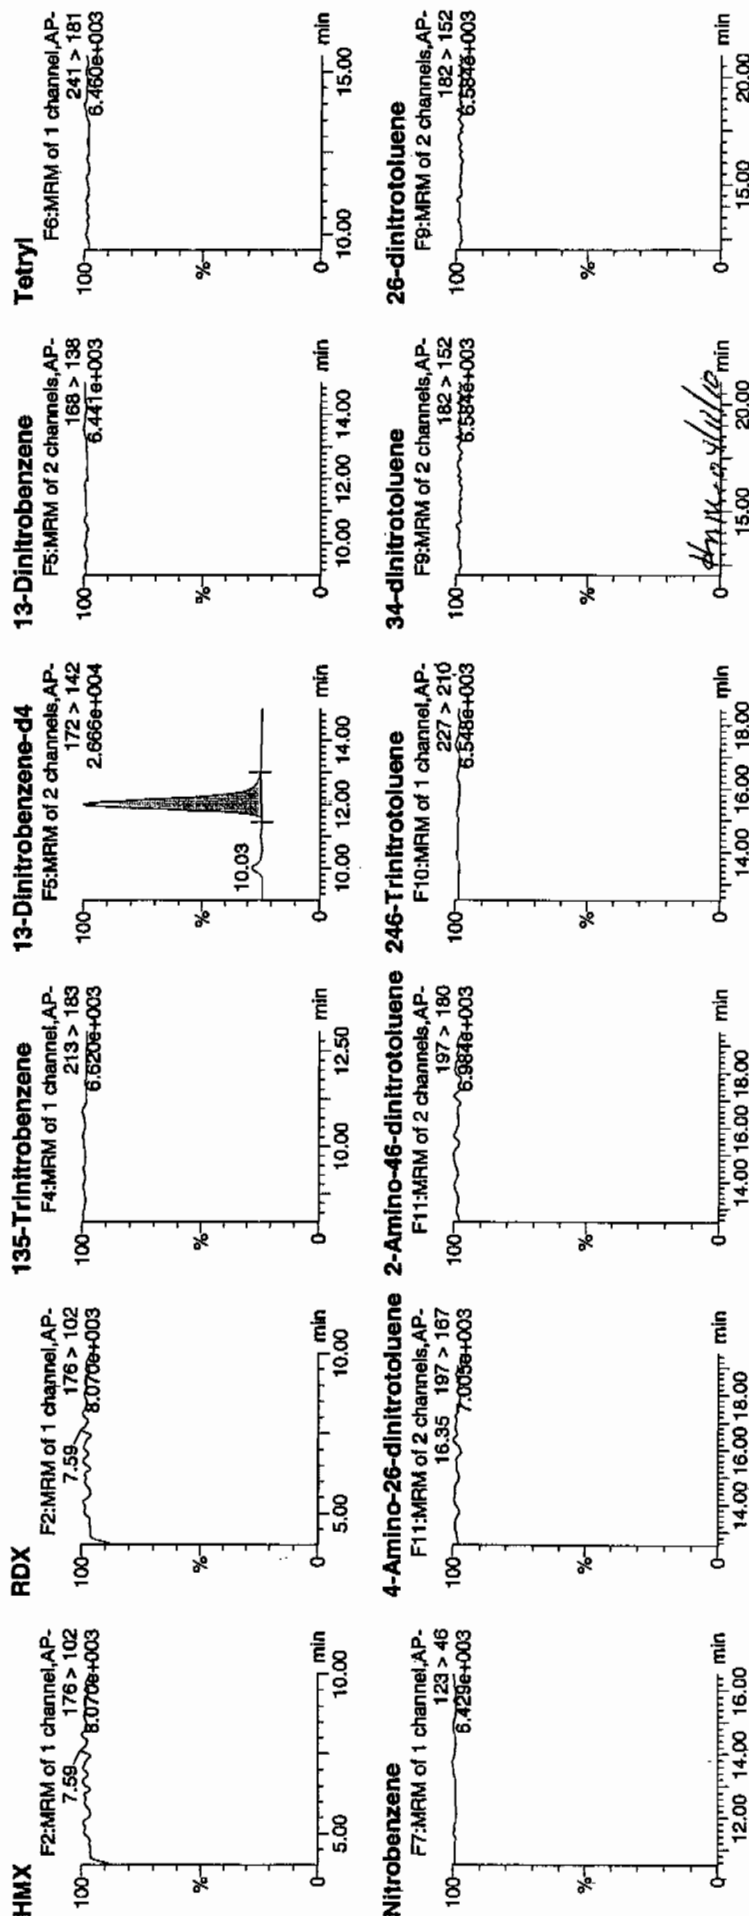 HMX
F2:MRM of 1 channel,AP-
176 > 102
8.070e+003
7.59
100
%
0
5.00 10.00 min
RDX
F2:MRM of 1 channel,AP-
176 > 102
8.070e+003
7.59
100
%
0
5.00 10.00 min
135-Trinitrobenzene
F4:MRM of 1 channel,AP-
213 > 183
6.620e+003
100
%
0
10.00 12.50 min
13-Dinitrobenzene-d4
F5:MRM of 2 channels,AP-
172 > 142
2.666e+004
10.03
100
%
0
10.00 12.00 14.00 min
13-Dinitrobenzene
F5:MRM of 2 channels,AP-
168 > 138
6.441e+003
100
%
0
10.00 12.00 14.00 min
Tetryl
F6:MRM of 1 channel,AP-
241 > 181
6.460e+003
100
%
0
10.00 15.00 min
Nitrobenzene
F7:MRM of 1 channel,AP-
123 > 46
6.429e+003
100
%
0
12.00 14.00 16.00 min
4-Amino-26-dinitrotoluene
F11:MRM of 2 channels,AP-
16.35 197 > 167
7.005e+003
100
%
0
14.00 16.00 18.00 min
2-Amino-46-dinitrotoluene
F11:MRM of 2 channels,AP-
197 > 180
6.984e+003
100
%
0
14.00 16.00 18.00 min
246-Trinitrotoluene
F10:MRM of 1 channel,AP-
227 > 210
6.548e+003
100
%
0
14.00 16.00 18.00 min
34-dinitrotoluene
F9:MRM of 2 channels,AP-
182 > 152
6.584e+003
100
%
0
15.00 20.00 min
26-dinitrotoluene
F9:MRM of 2 channels,AP-
182 > 152
6.584e+003
100
%
0
15.00 20.00 min